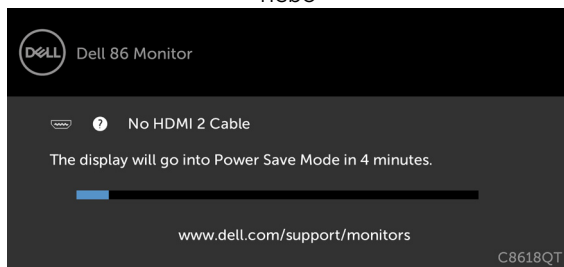 nebo
DELL
Dell 86 Monitor
? No HDMI 2 Cable
The display will go into Power Save Mode in 4 minutes.
www.dell.com/support/monitors
C8618QT